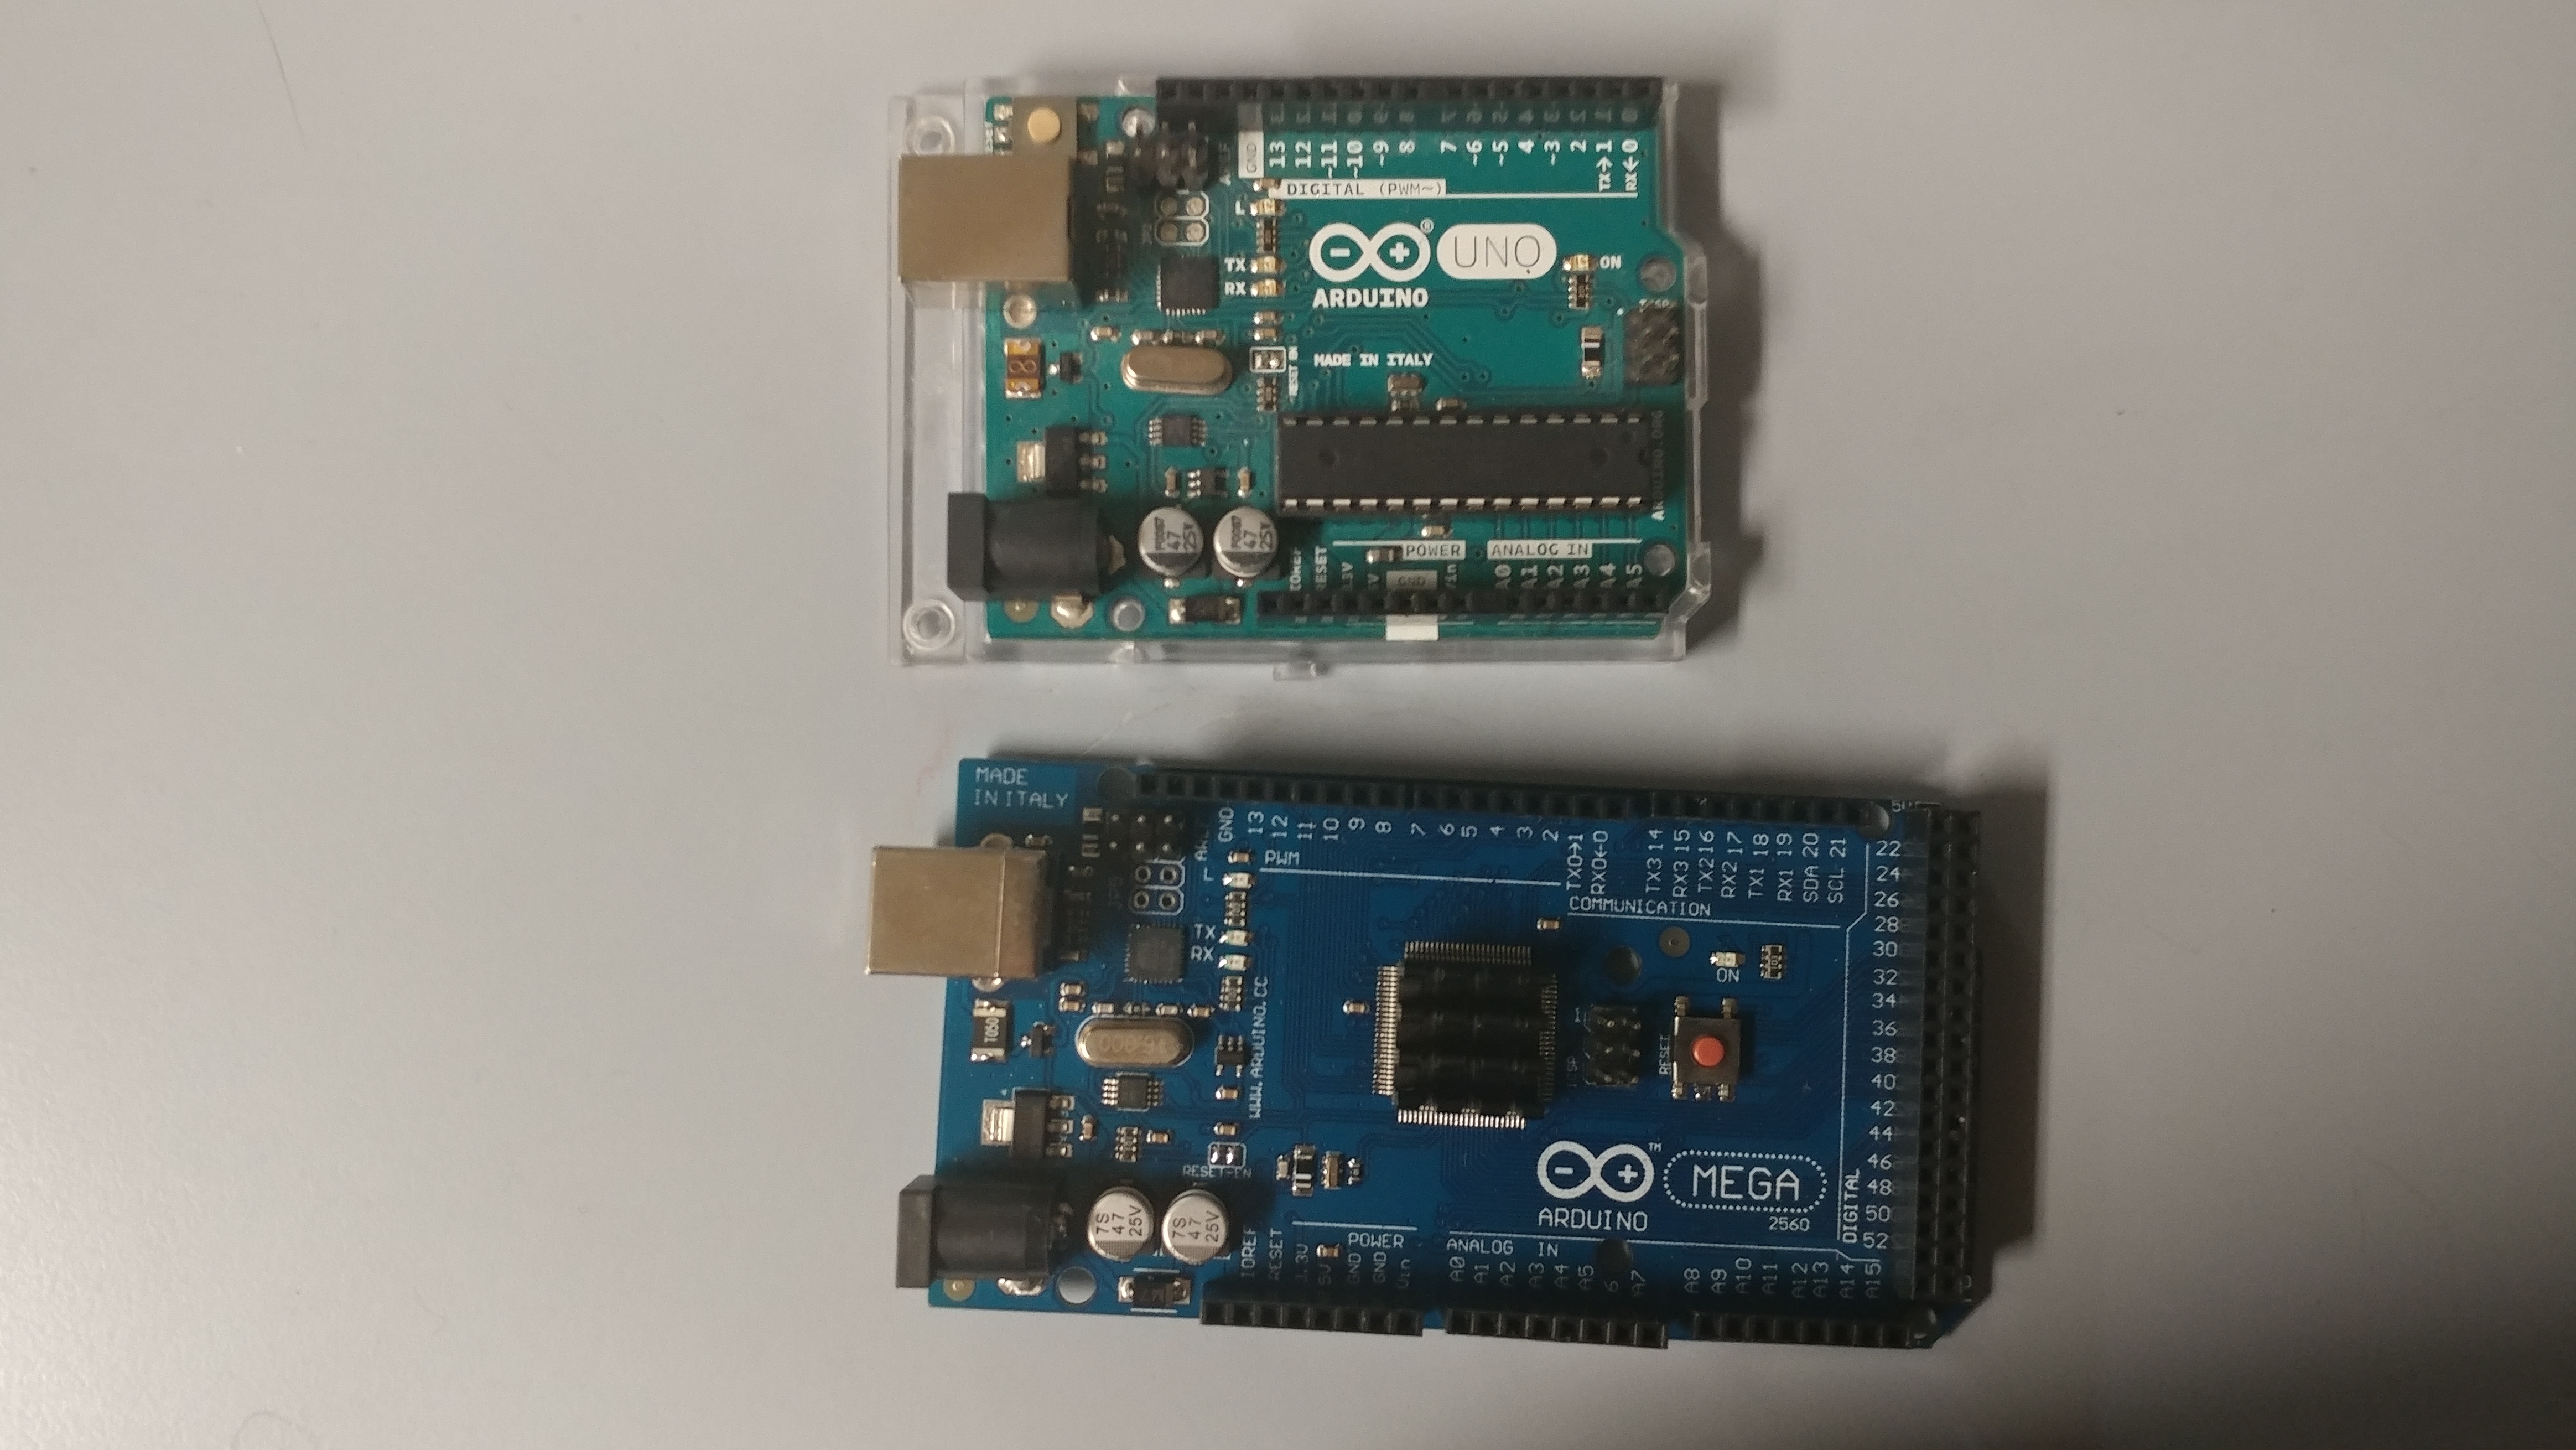 MADE
IN ITALY
T050
7S
47
25V
7S
47
25V
RESET EN
RX
TX
L
WWW.ARDUINO.CC
GND
13
12
11
10
9
8
7
6
5
4
3
2
TX0→1
RX0←0
PWM
COMMUNICATION
TX3 14
RX3 15
TX2 16
RX2 17
TX1 18
RX1 19
SDA 20
SCL 21
IOREF
RESET
3.3V
5V
GND
GND
Vin
POWER
A0
A1
A2
A3
A4
A5
6
A7
ANALOG IN
A8
A9
A10
A11
A12
A13
A14
A15
ARDUINO
MEGA
2560
ICSP
RESET
ON
103
DIGITAL
52 50 48 46 44 42 40 38 36 34 32 30 28 26 24 22
47
25V
47
25V
RX
TX
L
RESET EN
AREF
GND
13
12
~11
~10
~9
8
7
~6
~5
4
~3
2
TX→1
RX←0
DIGITAL (PWM~)
IOREF
RESET
3.3V
5V
GND
Vin
POWER
A0
A1
A2
A3
A4
A5
ANALOG IN
MADE IN ITALY
ARDUINO
UNO
ON
ARDUINO.ORG